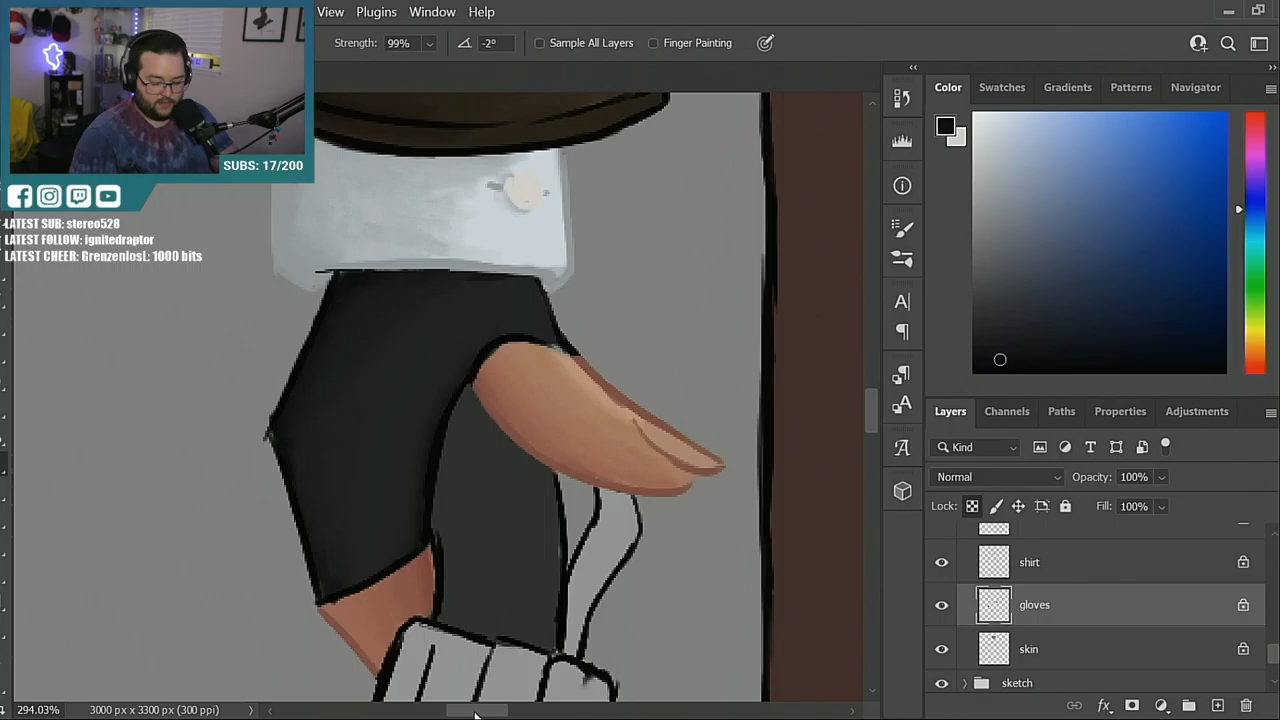 View Plugins Window Help
Strength: 99% -2° Sample All Layers Finger Painting
SUBS: 17/200
LATEST SUB: stereo528
LATEST FOLLOW: ignitedraptor
LATEST CHEER: GrenzenlosL: 1000 bits
Color Swatches Gradients Patterns Navigator
Layers Channels Paths Properties Adjustments
Kind
Normal Opacity: 100%
Lock: Fill: 100%
shirt
gloves
skin
sketch
294.03% 3000 px x 3300 px (300 ppi)